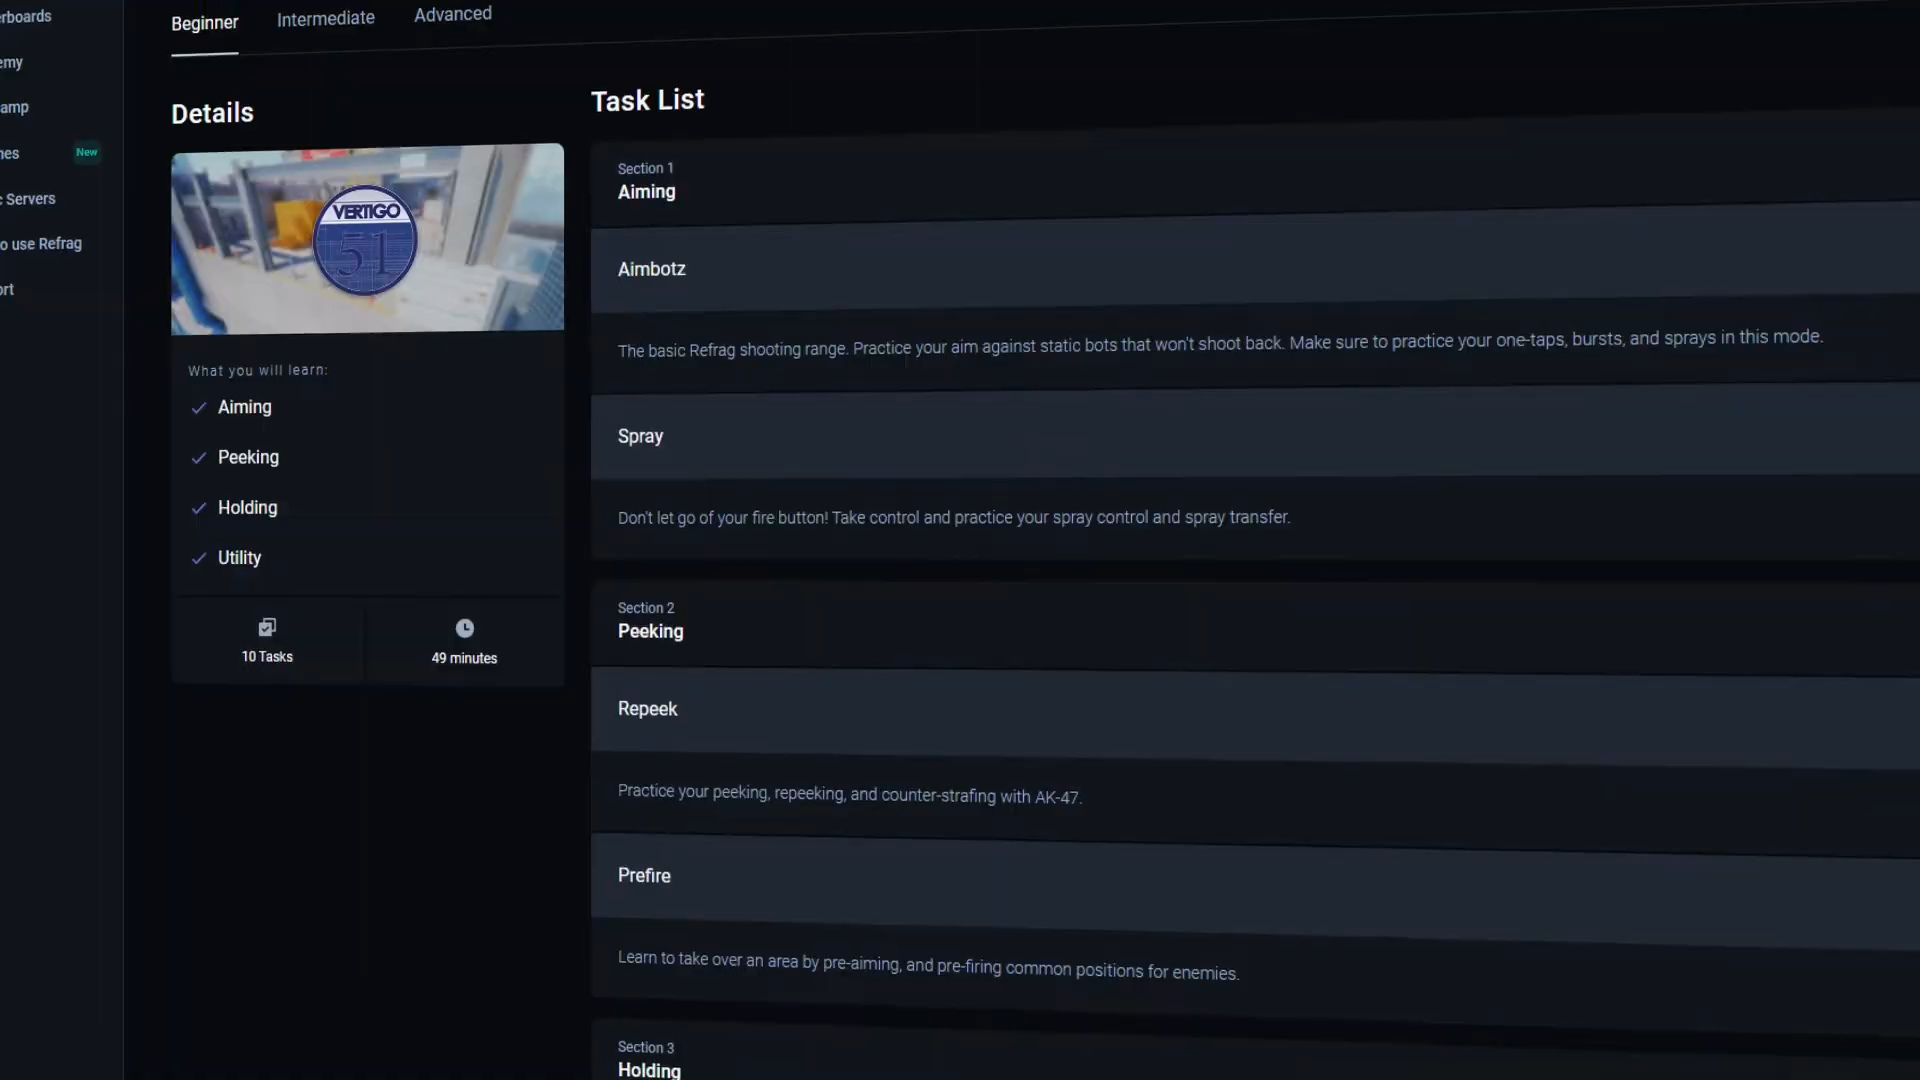 Beginner
Intermediate
Advanced
erboards
emy
amp
nes
New
c Servers
o use Refrag
ort
Details
VERTIGO
51
What you will learn:
Aiming
Peeking
Holding
Utility
10 Tasks
49 minutes
Task List
Section 1
Aiming
Aimbotz
The basic Refrag shooting range. Practice your aim against static bots that won't shoot back. Make sure to practice your one-taps, bursts, and sprays in this mode.
Spray
Don't let go of your fire button! Take control and practice your spray control and spray transfer.
Section 2
Peeking
Repeek
Practice your peeking, repeeking, and counter-strafing with AK-47.
Prefire
Learn to take over an area by pre-aiming, and pre-firing common positions for enemies.
Section 3
Holding